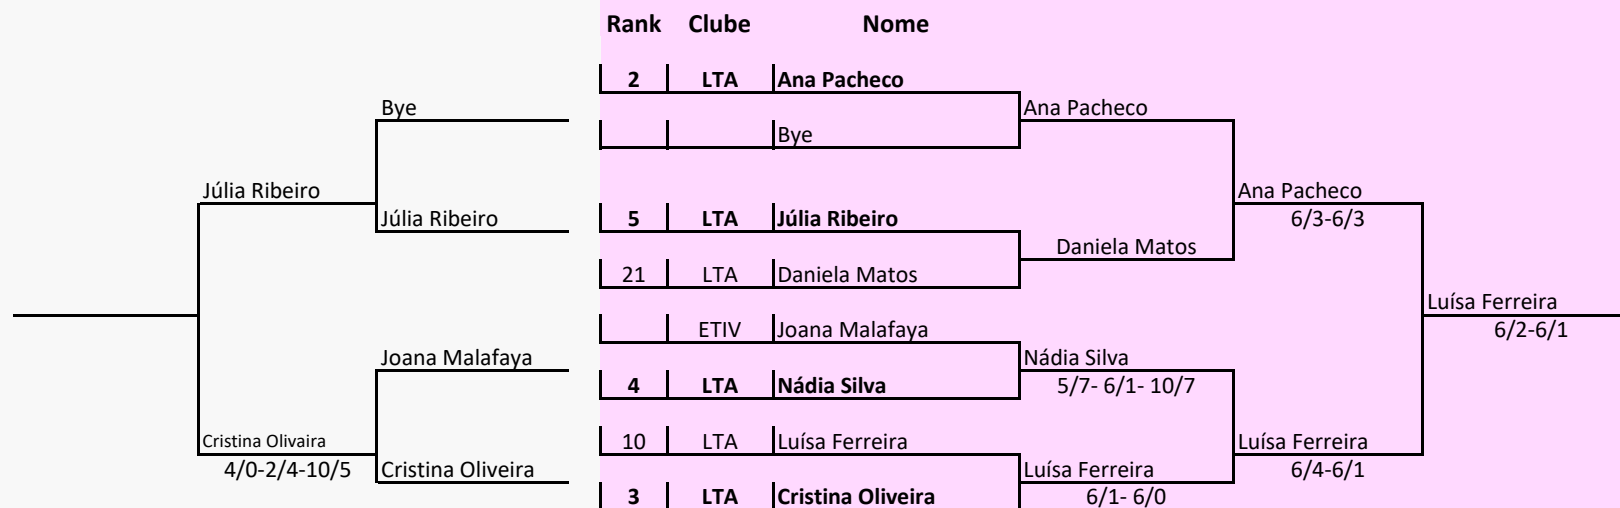 Rank Clube Nome
2 LTA Ana Pacheco
Bye Ana Pacheco
Bye
Júlia Ribeiro Ana Pacheco
Júlia Ribeiro 5 LTA Júlia Ribeiro 6/3-6/3
Daniela Matos
21 LTA Daniela Matos
Luísa Ferreira
ETIV Joana Malafaya 6/2-6/1
Joana Malafaya Nádia Silva
4 LTA Nádia Silva 5/7- 6/1- 10/7
Cristina Olivaira 10 LTA Luísa Ferreira Luísa Ferreira
4/0-2/4-10/5 Cristina Oliveira Luísa Ferreira 6/4-6/1
3 LTA Cristina Oliveira 6/1- 6/0